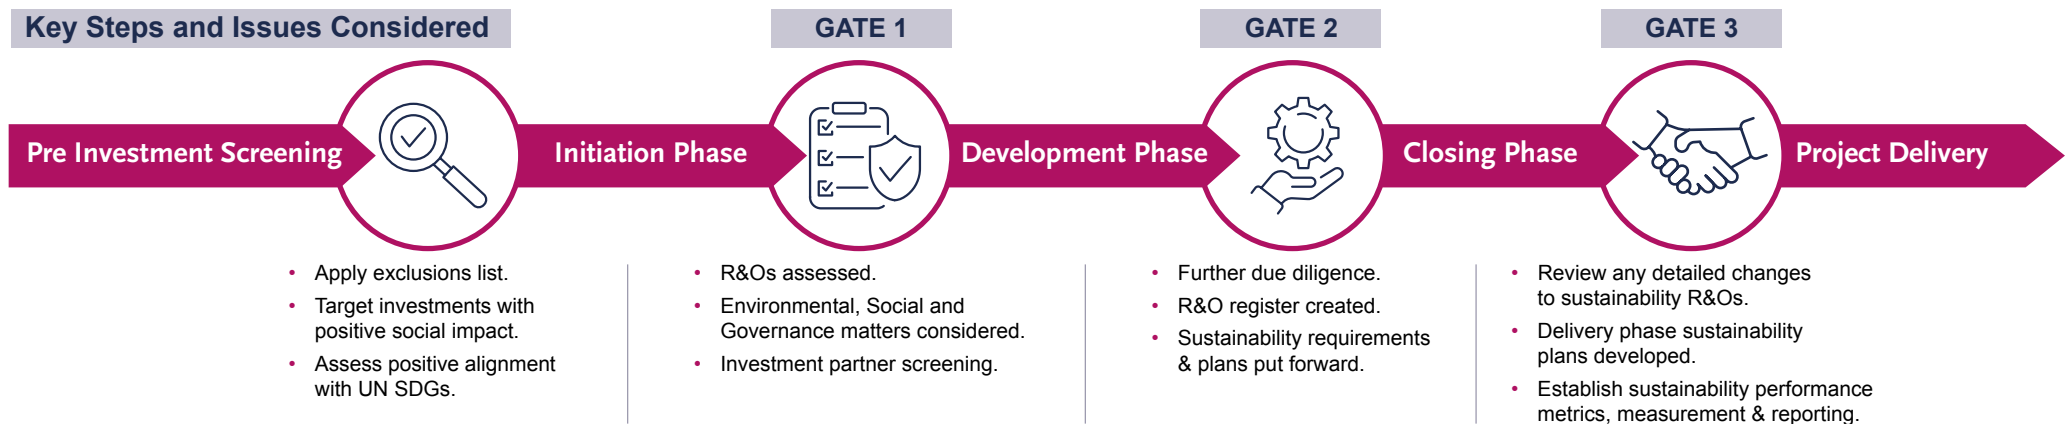 Key Steps and Issues Considered
GATE 1
GATE 2
GATE 3
Pre Investment Screening
Initiation Phase
Development Phase
Closing Phase
Project Delivery
• Apply exclusions list.
• Target investments with
positive social impact.
• Assess positive alignment
with UN SDGs.
• R&Os assessed.
• Environmental, Social and
Governance matters considered.
• Investment partner screening.
• Further due diligence.
• R&O register created.
• Sustainability requirements
& plans put forward.
• Review any detailed changes
to sustainability R&Os.
• Delivery phase sustainability
plans developed.
• Establish sustainability performance
metrics, measurement & reporting.